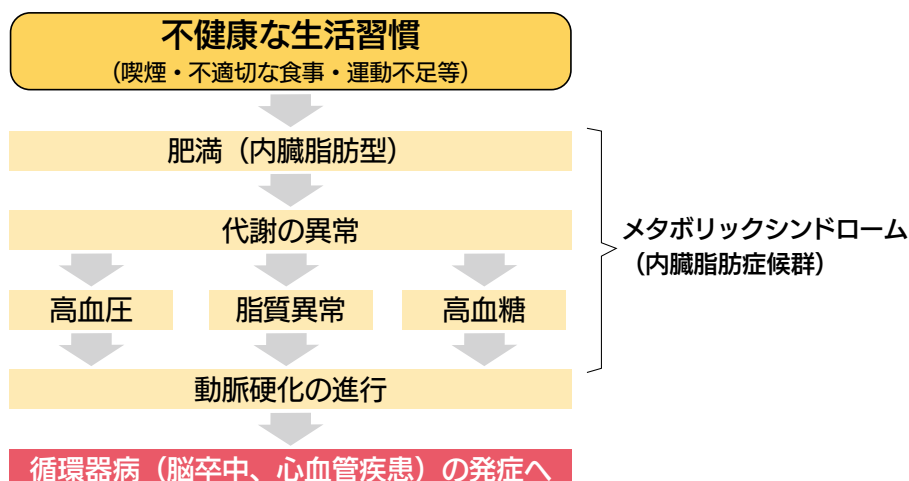 不健康な生活習慣
（喫煙・不適切な食事・運動不足等）
肥満（内臓脂肪型）
代謝の異常
メタボリックシンドローム
（内臓脂肪症候群）
高血圧
脂質異常
高血糖
動脈硬化の進行
循環器病（脳卒中、心血管疾患）の発症へ